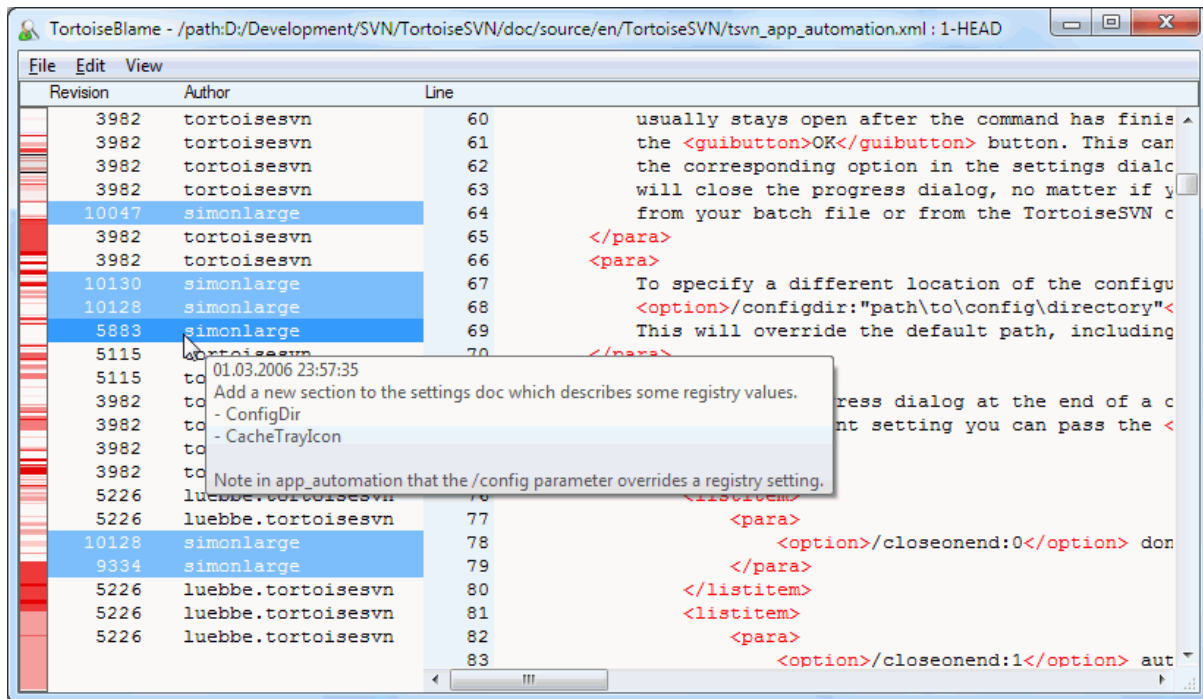 TortoiseBlame - /path:D:/Development/SVN/TortoiseSVN/doc/source/en/TortoiseSVN/tsvn_app_automation.xml : 1-HEAD
File Edit View
Revision Author Line
3982 tortoisesvn 60 usually stays open after the command has finis
3982 tortoisesvn 61 the <guibutton>OK</guibutton> button. This can
3982 tortoisesvn 62 the corresponding option in the settings dialo
3982 tortoisesvn 63 will close the progress dialog, no matter if y
10047 simonlarge 64 from your batch file or from the TortoiseSVN c
3982 tortoisesvn 65 </para>
3982 tortoisesvn 66 <para>
10130 simonlarge 67 To specify a different location of the configu
10128 simonlarge 68 <option>/configdir:"path\to\config\directory"<
5883 simonlarge 69 This will override the default path, including
5115 tortoisesvn 70 </para>
01.03.2006 23:57:35
5115 to
Add a new section to the settings doc which describes some registry values.
3982 to ress dialog at the end of a c
- ConfigDir
3982 to nt setting you can pass the <
- CacheTrayIcon
3982 to
3982 to
Note in app_automation that the /config parameter overrides a registry setting.
5226 luebbe.tortoisesvn 76 <listitem>
5226 luebbe.tortoisesvn 77 <para>
10128 simonlarge 78 <option>/closeonend:0</option> don
9334 simonlarge 79 </para>
5226 luebbe.tortoisesvn 80 </listitem>
5226 luebbe.tortoisesvn 81 <listitem>
5226 luebbe.tortoisesvn 82 <para>
83 <option>/closeonend:1</option> aut